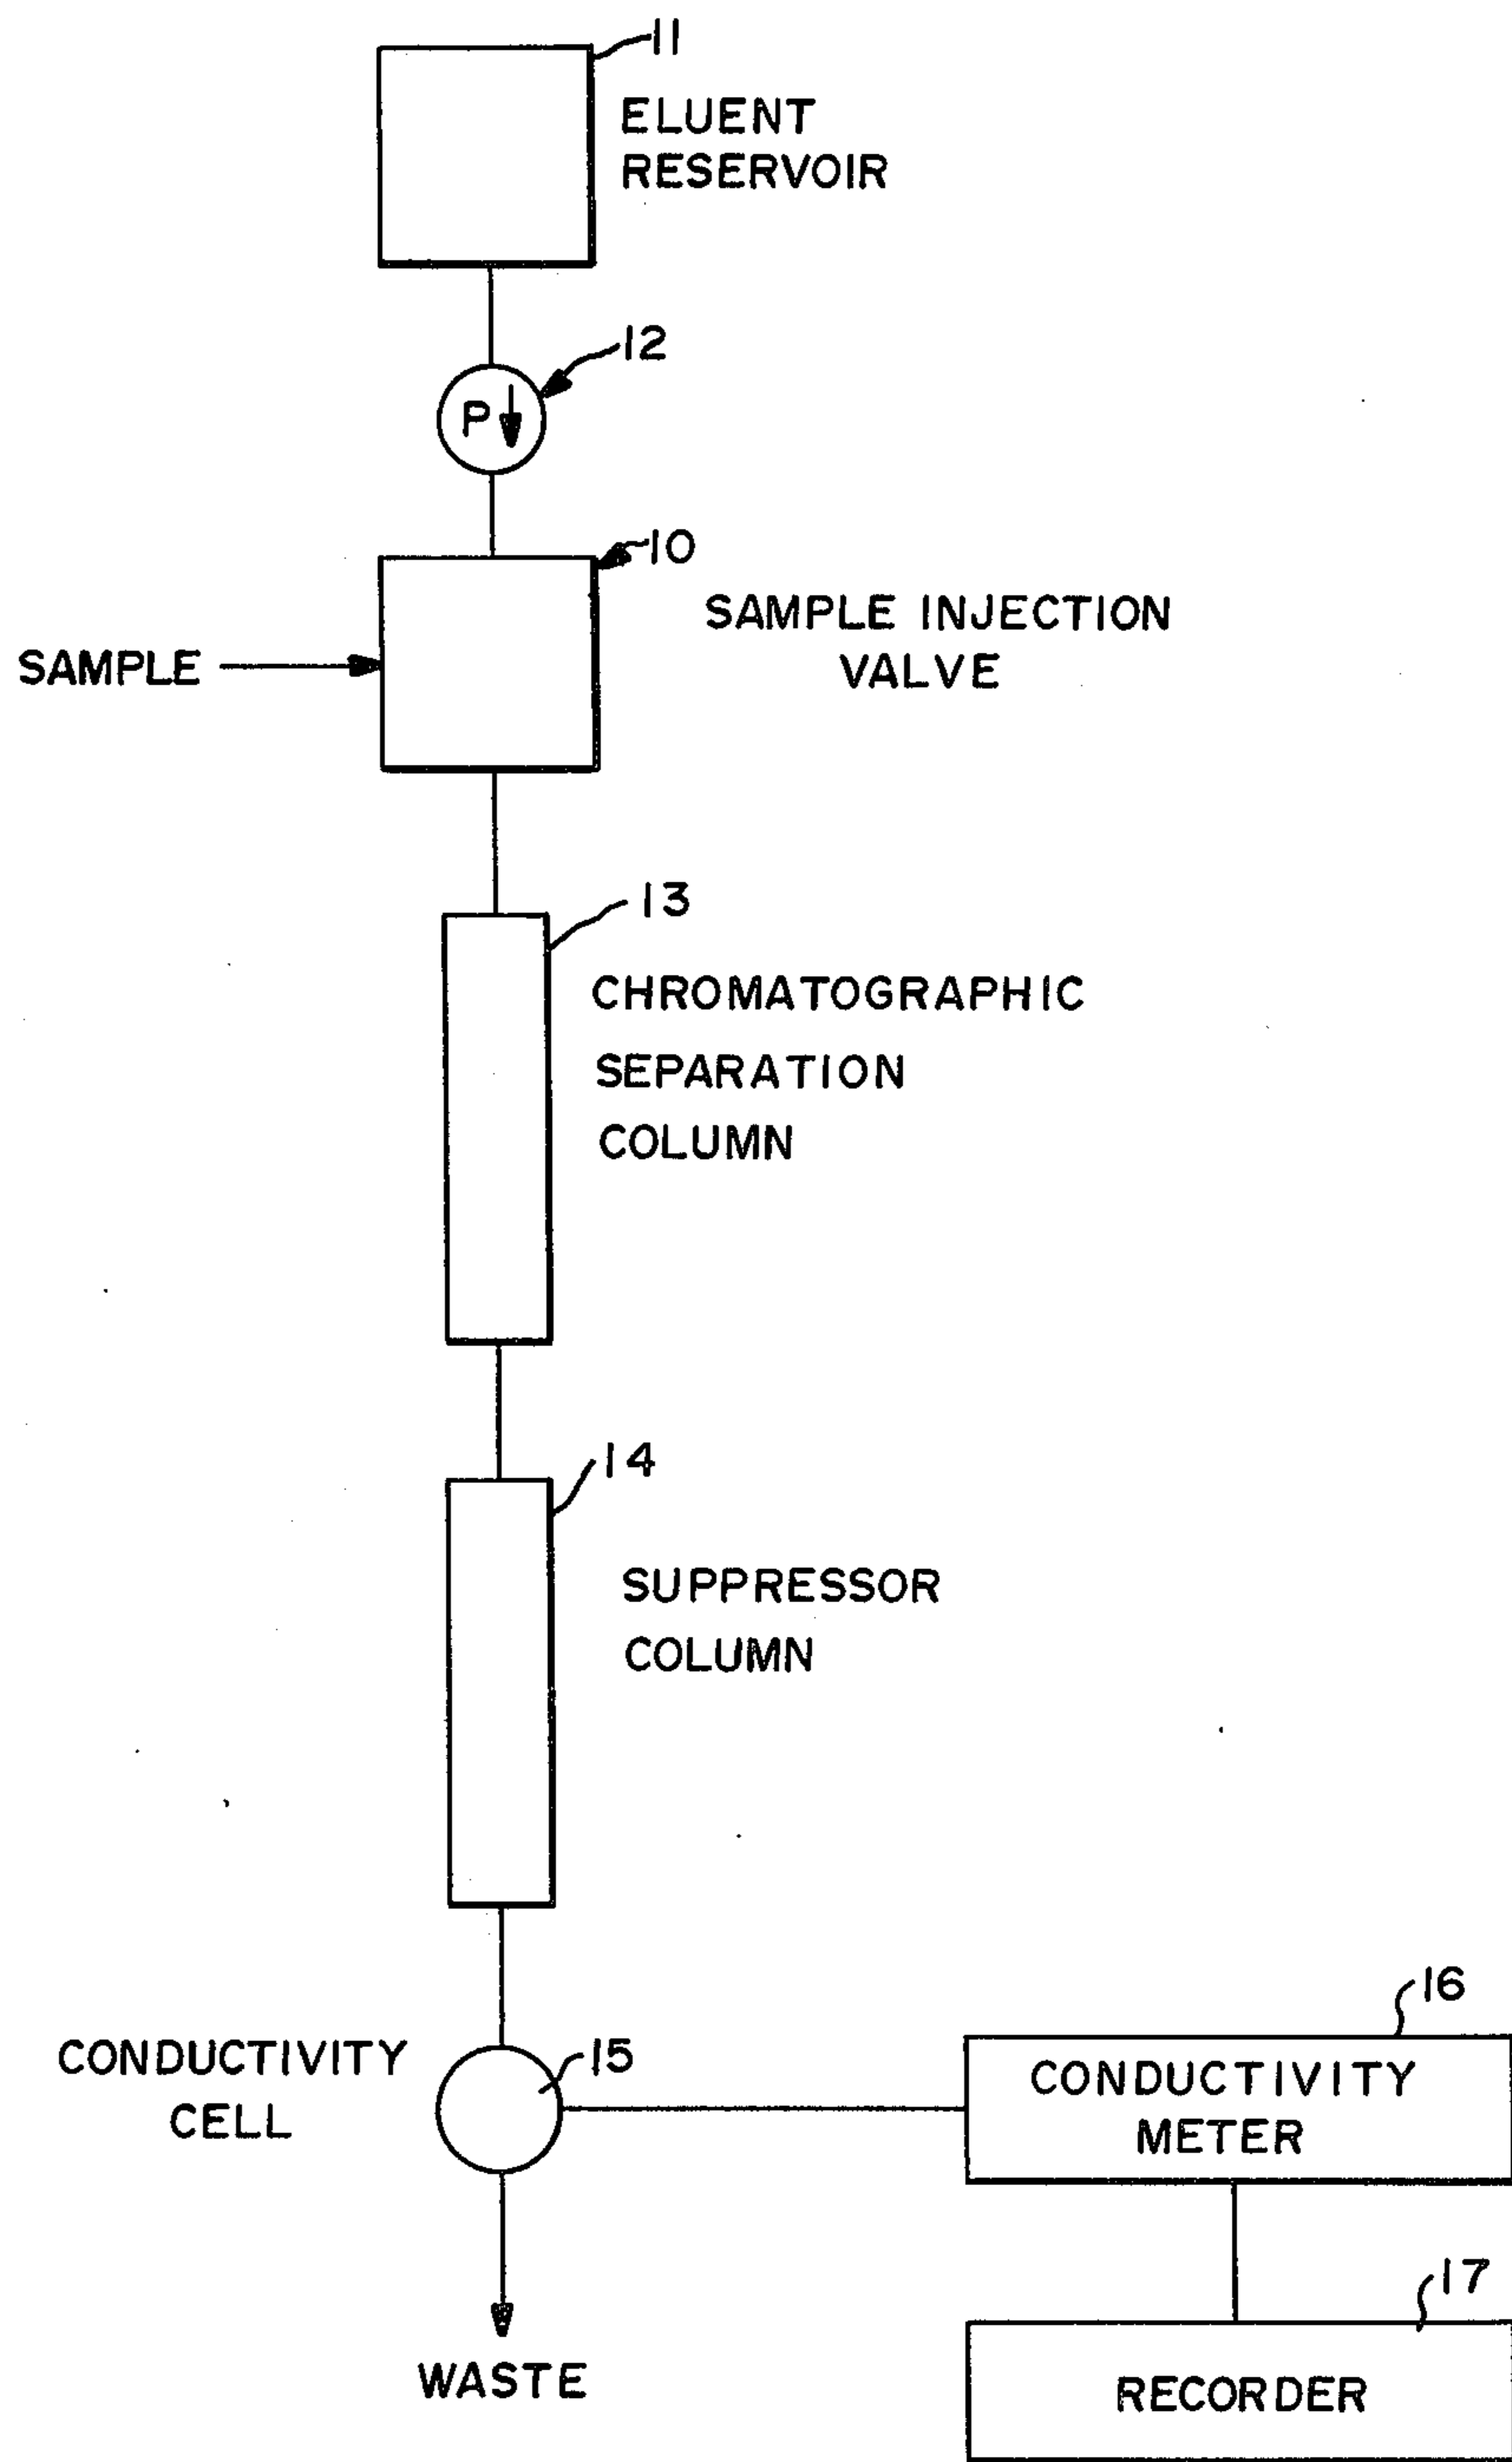 11
ELUENT
RESERVOIR
12
P
10
SAMPLE INJECTION
VALVE
SAMPLE
13
CHROMATOGRAPHIC
SEPARATION
COLUMN
14
SUPPRESSOR
COLUMN
16
CONDUCTIVITY
CELL
15
CONDUCTIVITY
METER
17
WASTE
RECORDER